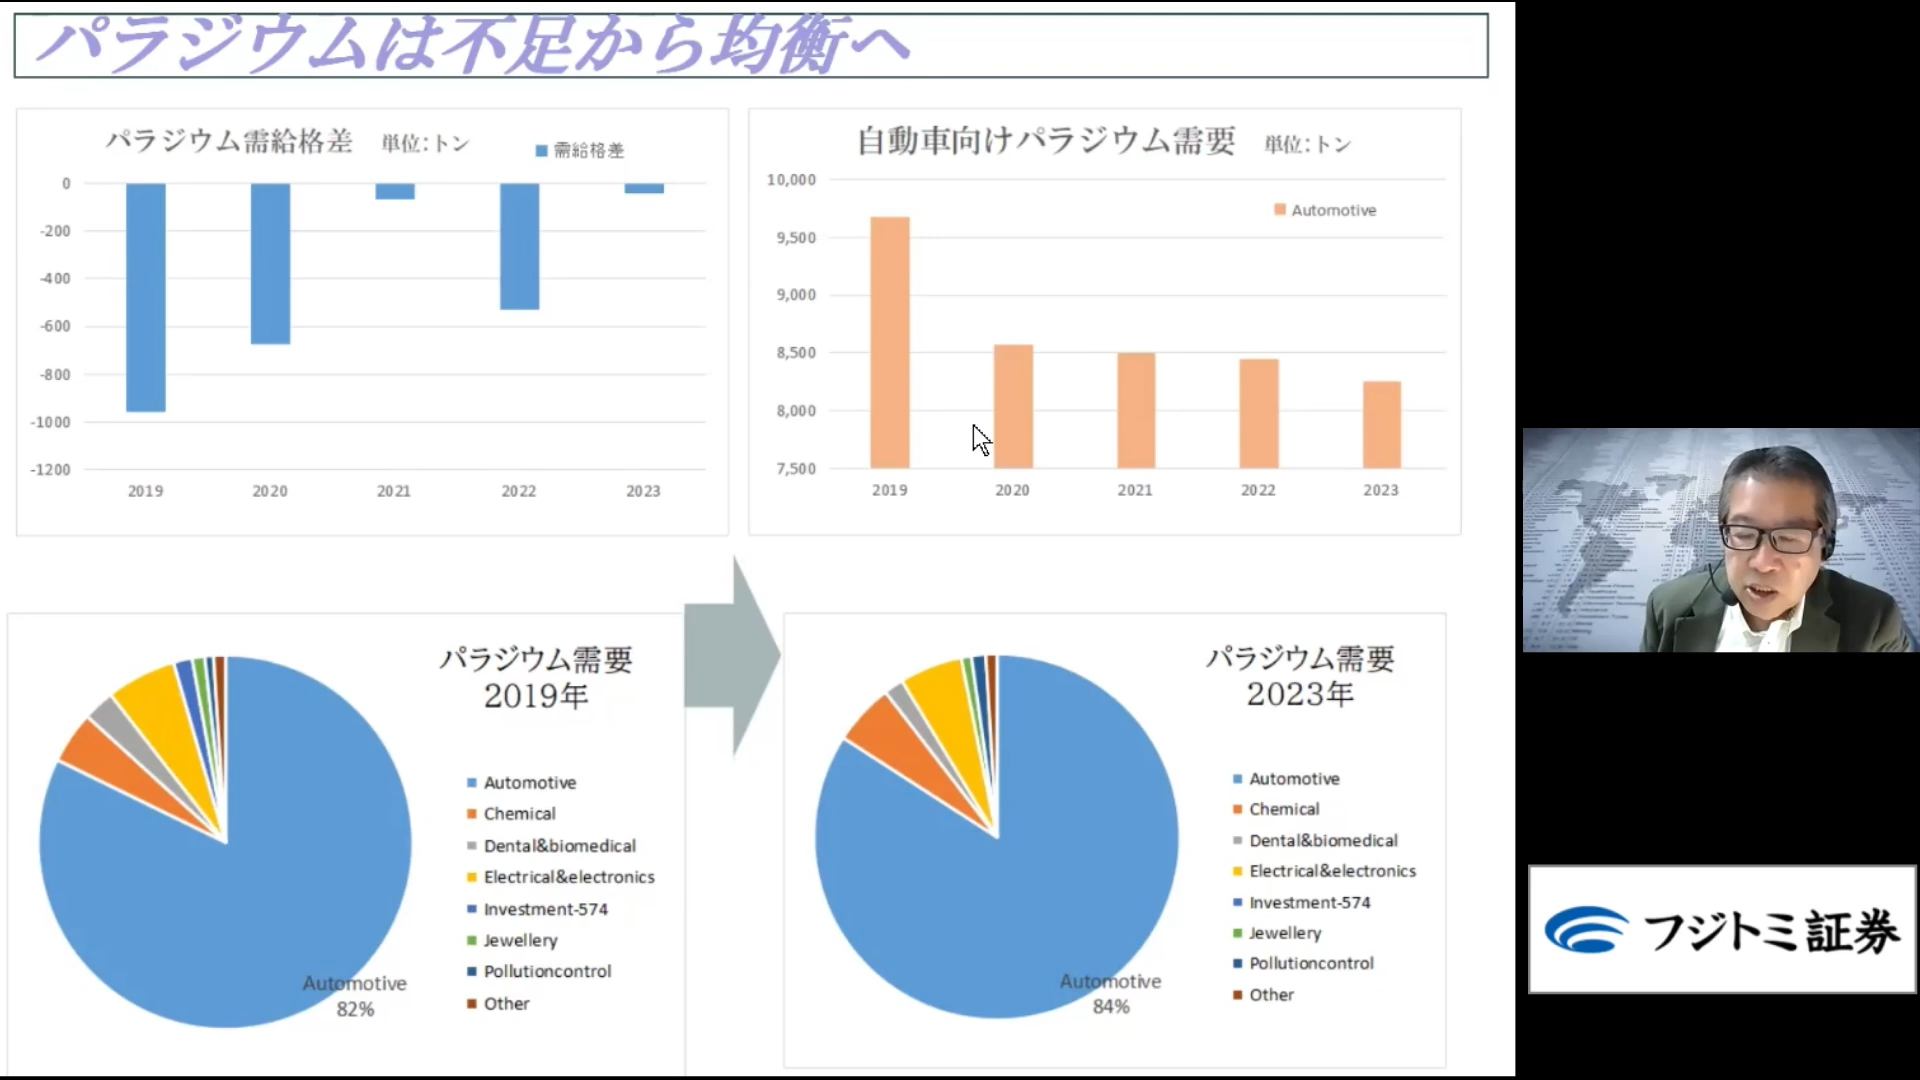 パラジウムは不足から均衡へ
パラジウム需給格差 単位:トン
需給格差
0
-200
-400
-600
-800
-1000
-1200
2019 2020 2021 2022 2023
自動車向けパラジウム需要 単位:トン
Automotive
10,000
9,500
9,000
8,500
8,000
7,500
2019 2020 2021 2022 2023
パラジウム需要
2019年
Automotive
Chemical
Dental&biomedical
Electrical&electronics
Investment-574
Jewellery
Pollutioncontrol
Other
Automotive
82%
パラジウム需要
2023年
Automotive
Chemical
Dental&biomedical
Electrical&electronics
Investment-574
Jewellery
Pollutioncontrol
Other
Automotive
84%
フジトミ証券